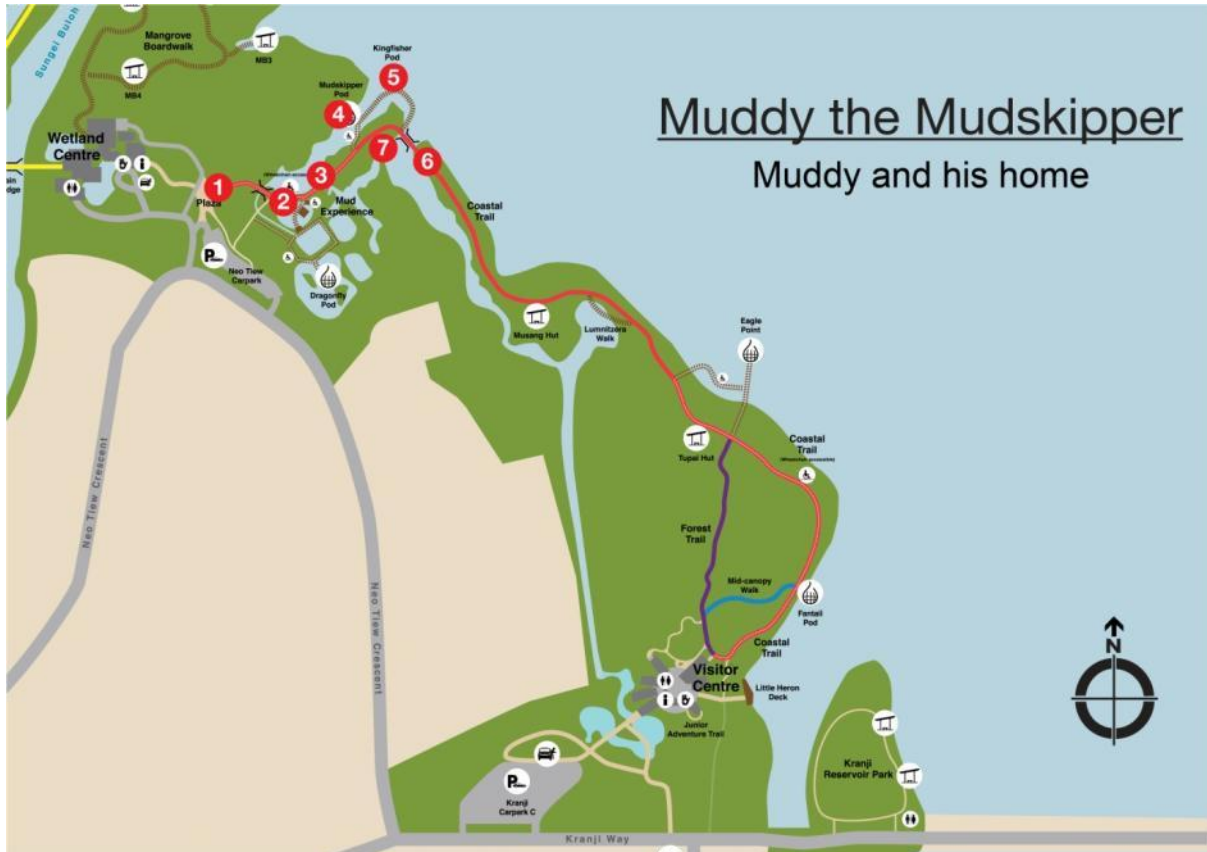 Muddy the Mudskipper
Muddy and his home
Sungei Buloh
Mangrove
Boardwalk
MB3
MB4
Kingfisher
Pod
5
Mudskipper
Pod
4
Wetland
Centre
1
Plaza
2
3
7
6
Mud
Experience
Coastal
Trail
P
Neo Tiew
Carpark
Dragonfly
Pod
Musang Hut
Lumnitzera
Walk
Eagle
Point
Tupai Hut
Coastal
Trail
(Wheelchair accessible)
Neo Tiew Crescent
Neo Tiew Crescent
Forest
Trail
Mid-canopy
Walk
Fantail
Pod
Coastal
Trail
Visitor
Centre
Little Heron
Deck
Junior
Adventure Trail
P
Kranji
Carpark C
Kranji
Reservoir Park
N
Kranji Way